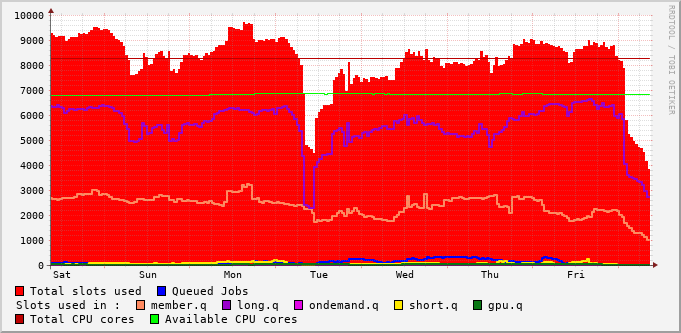 10000
9000
8000
7000
6000
5000
4000
3000
2000
1000
0
Sat Sun Mon Tue Wed Thu Fri
RRDTOOL / TOBI OETIKER
Total slots used Queued Jobs
Slots used in : member.q long.q ondemand.q short.q gpu.q
Total CPU cores Available CPU cores